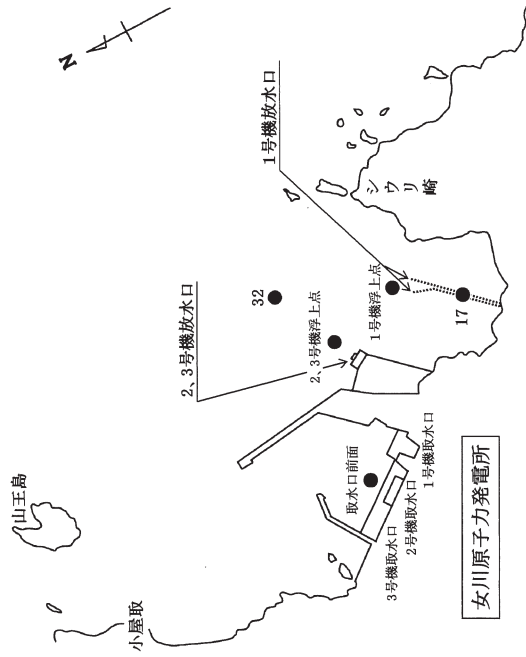 N
山王島
小屋取
2、3号機放水口
1号機放水口
32
2、3号機浮上点
1号機浮上点
17
シウリ崎
取水口前面
1号機取水口
2号機取水口
3号機取水口
女川原子力発電所